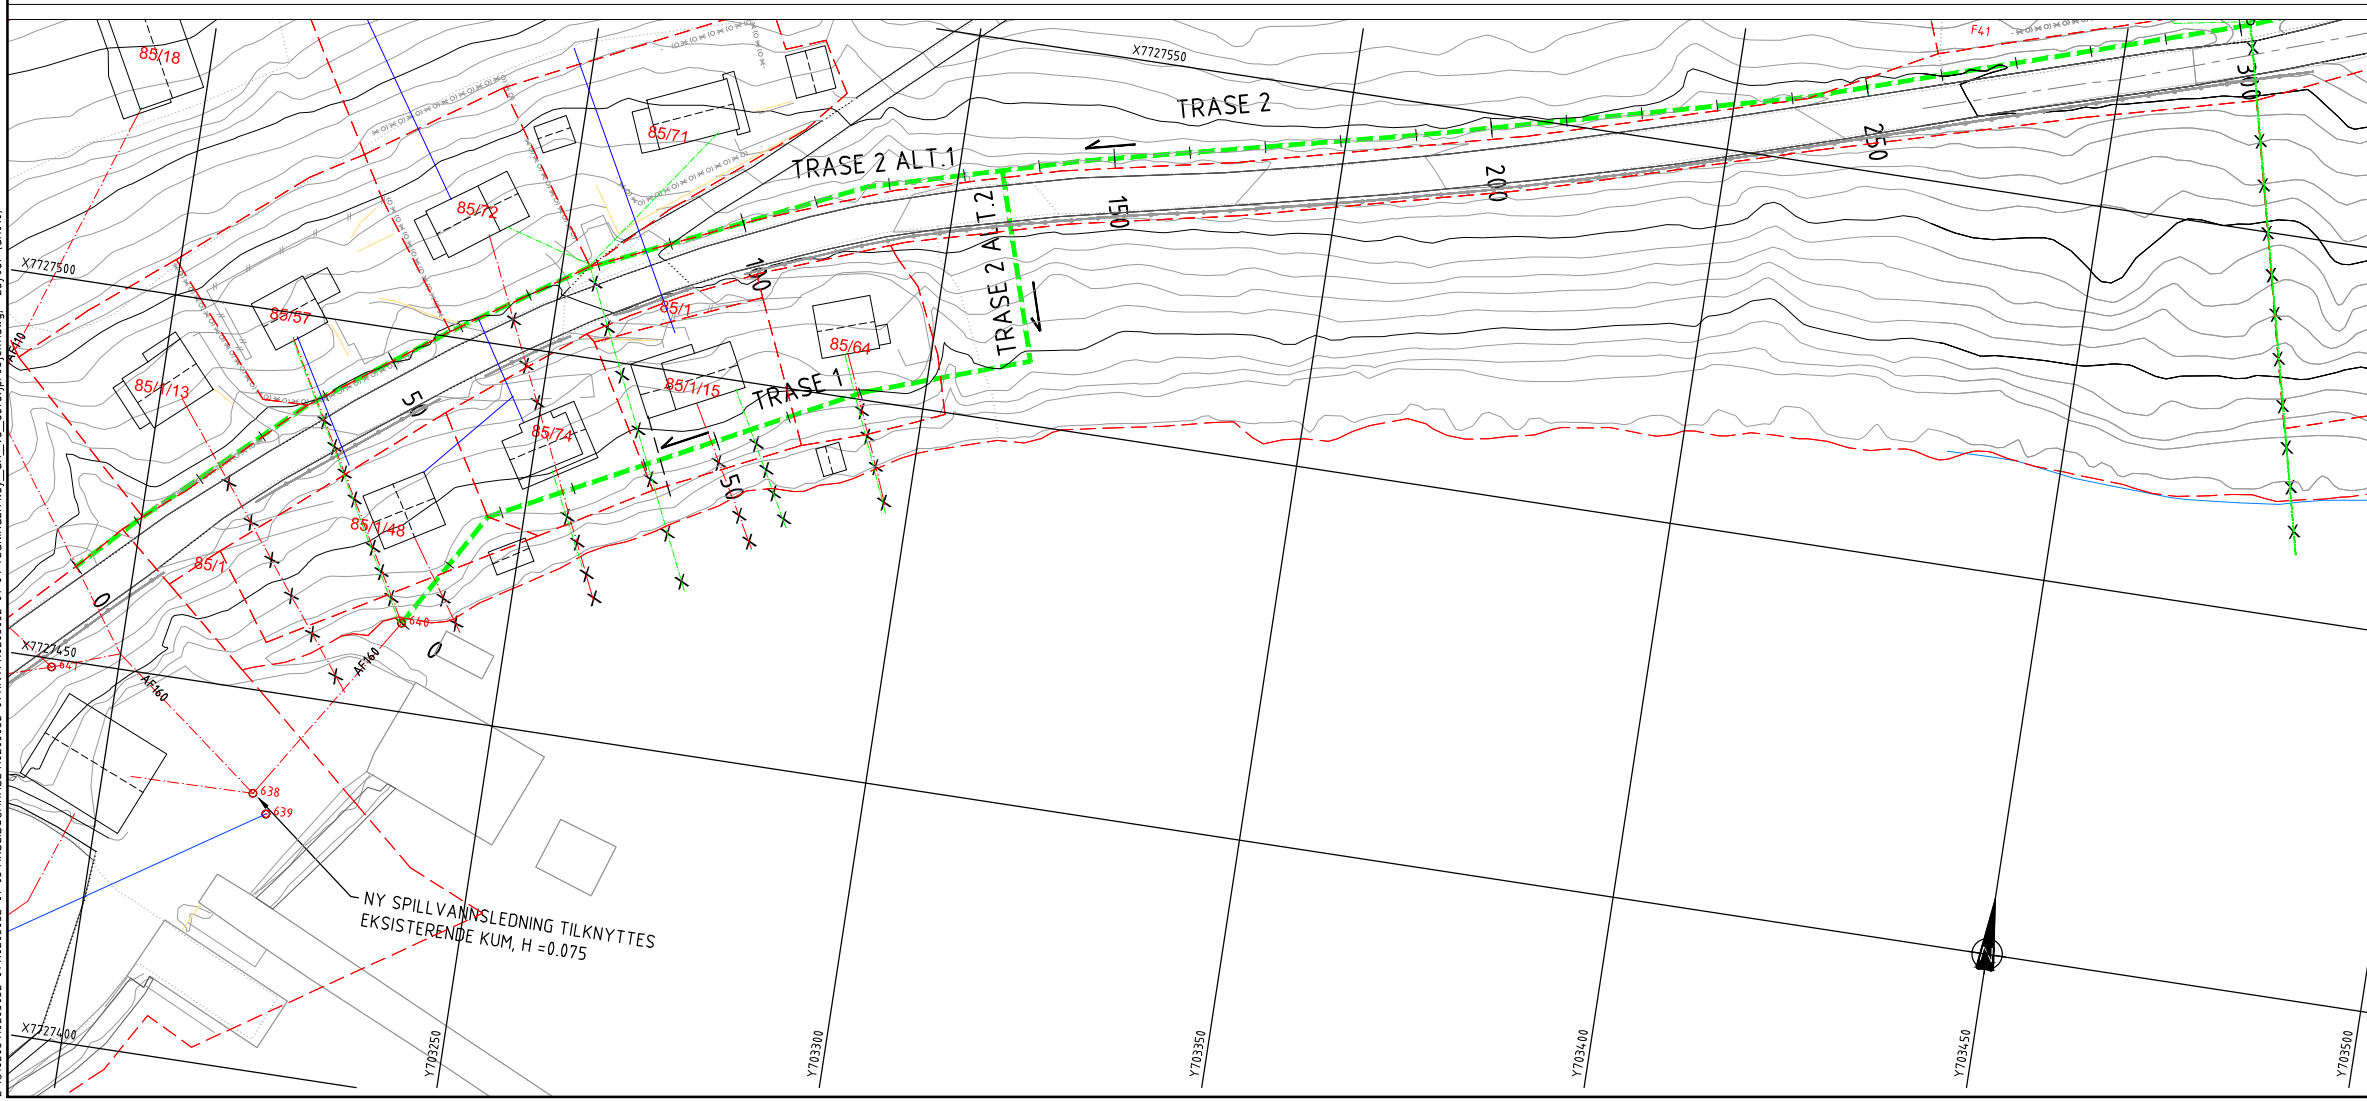 85/18
X7727550
F41
TRASE 2
300
85/71
TRASE 2 ALT.1
250
200
85/72
150
TRASE 2 ALT.2
X7727500
100
85/57
85/1
AF110
85/64
85/1/13
85/1/15
TRASE 1
50
85/74
50
85/1/48
85/1
0
640
0
X7727450
641
AF160
AF160
638
639
NY SPILLVANNSLEDNING TILKNYTTES
EKSISTERENDE KUM, H =0.075
X7727400
Y703250
Y703300
Y703350
Y703400
Y703450
Y703500
N